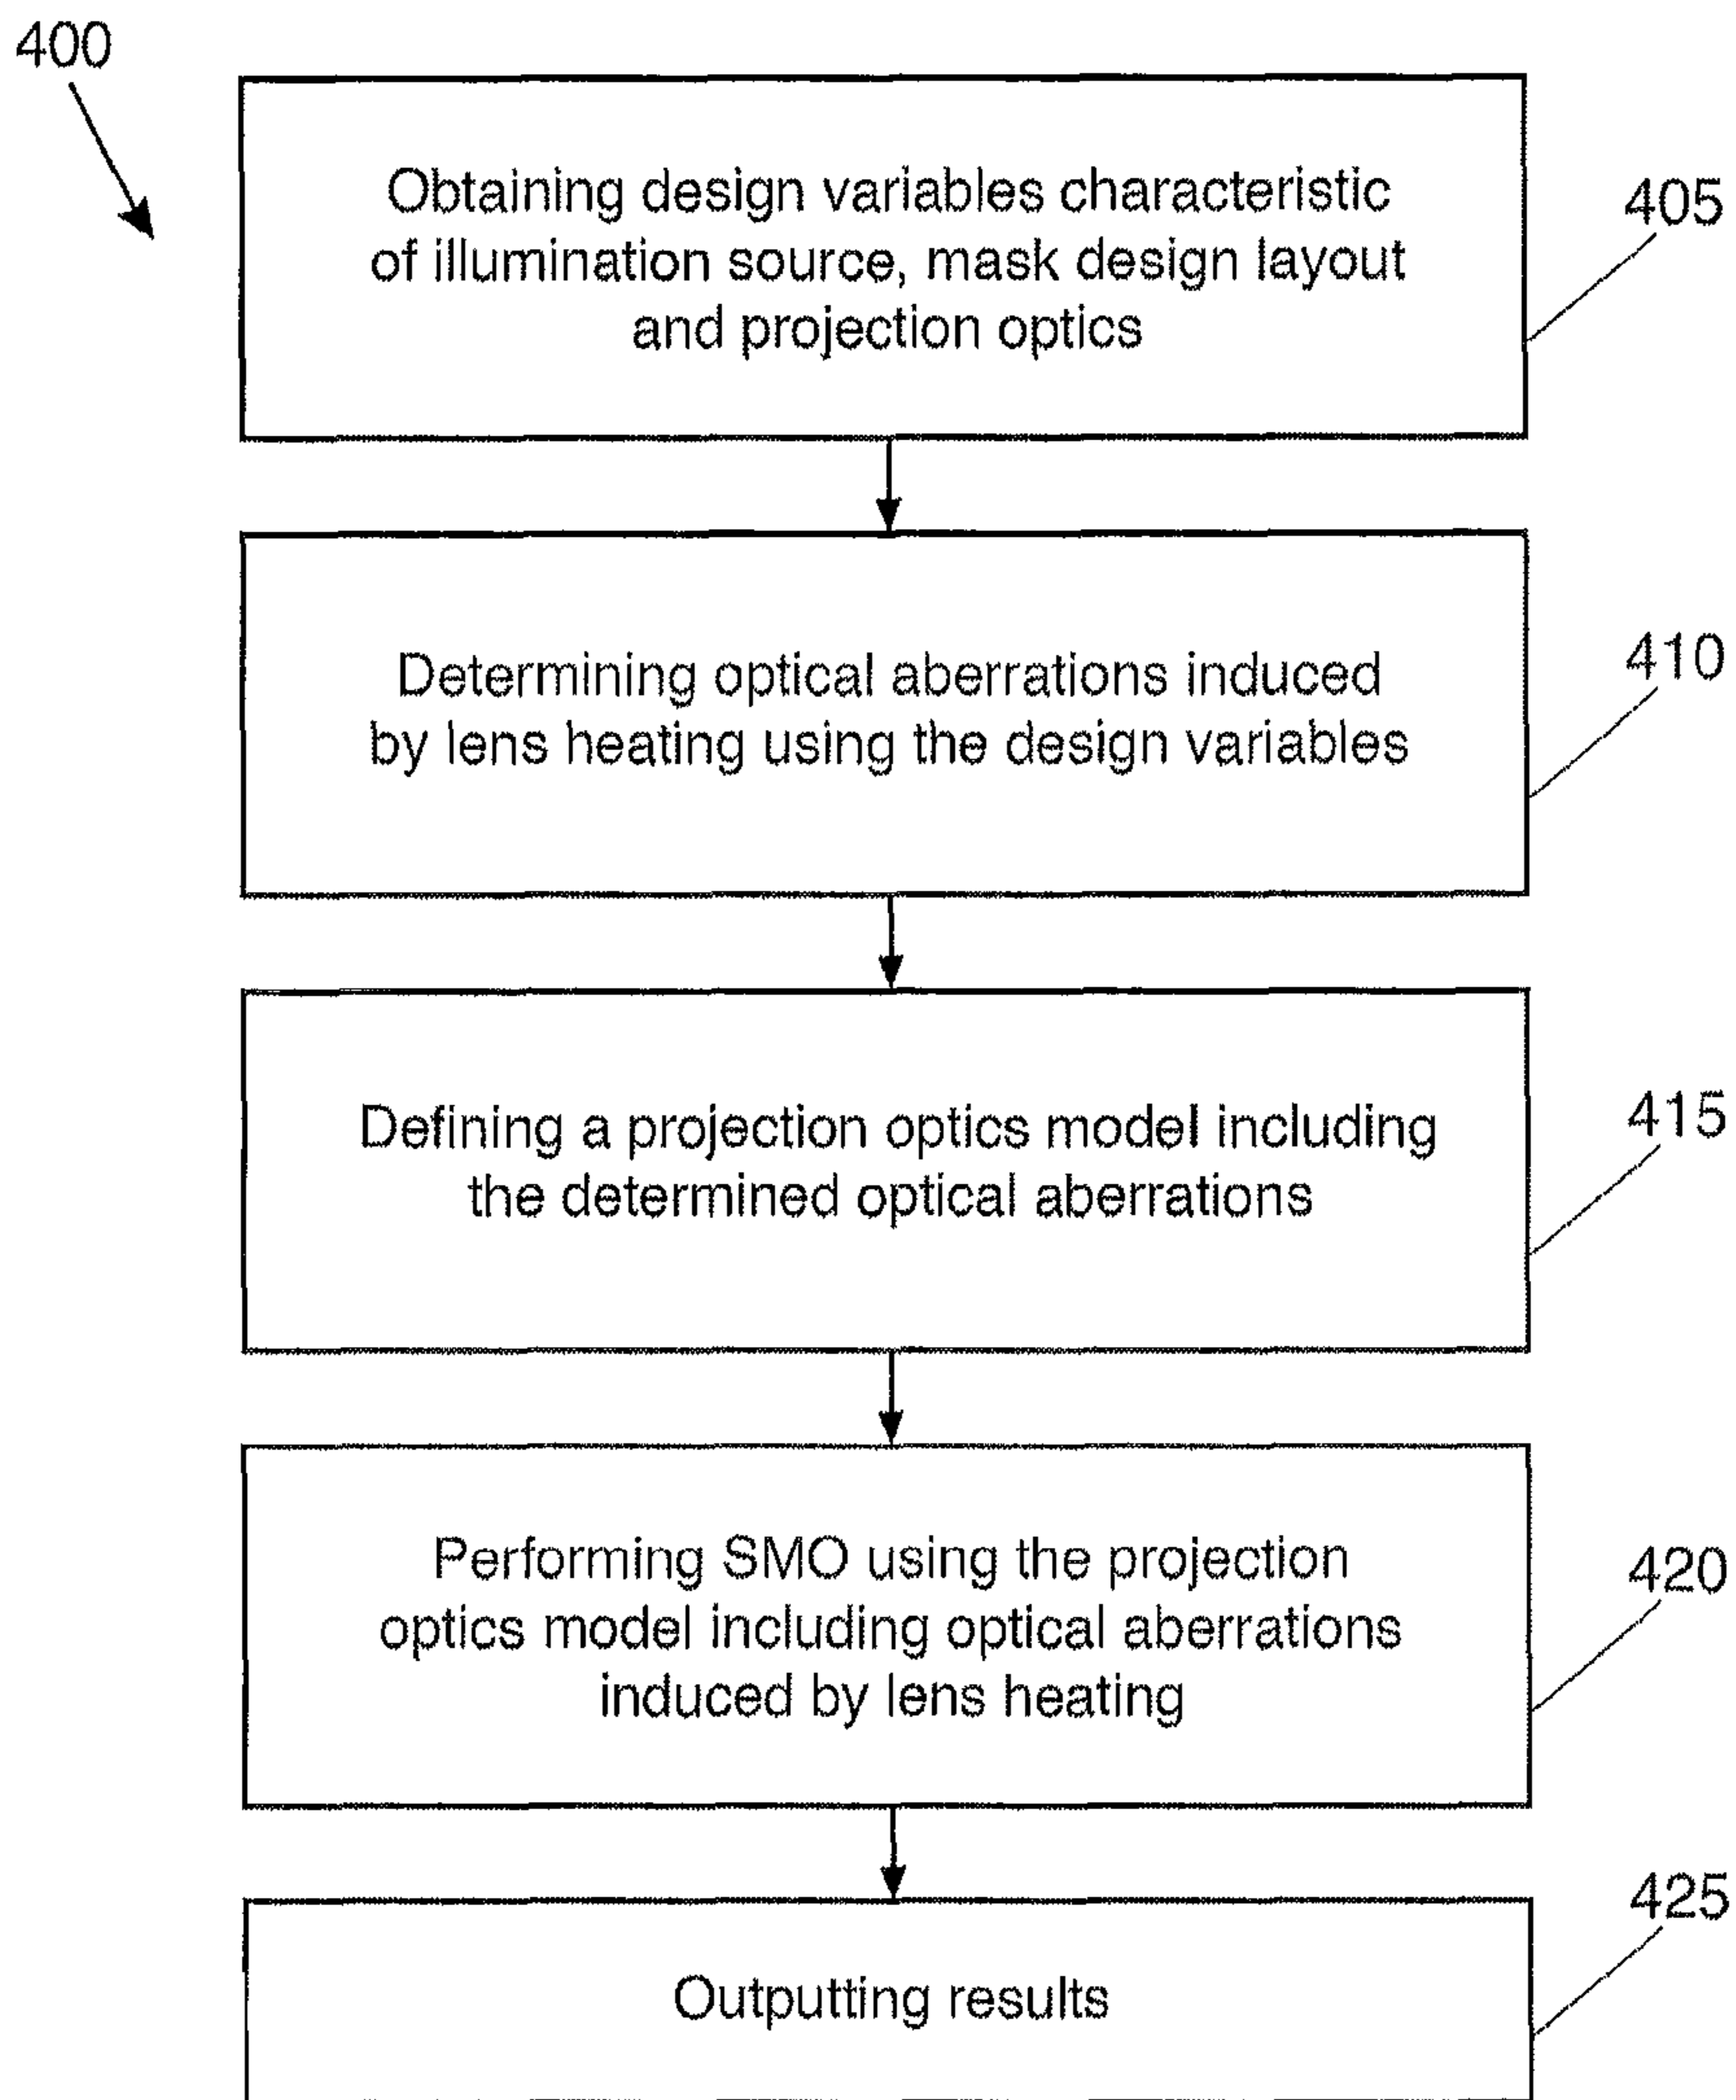 400
Obtaining design variables characteristic
of illumination source, mask design layout
and projection optics
405
Determining optical aberrations induced
by lens heating using the design variables
410
Defining a projection optics model including
the determined optical aberrations
415
Performing SMO using the projection
optics model including optical aberrations
induced by lens heating
420
Outputting results
425